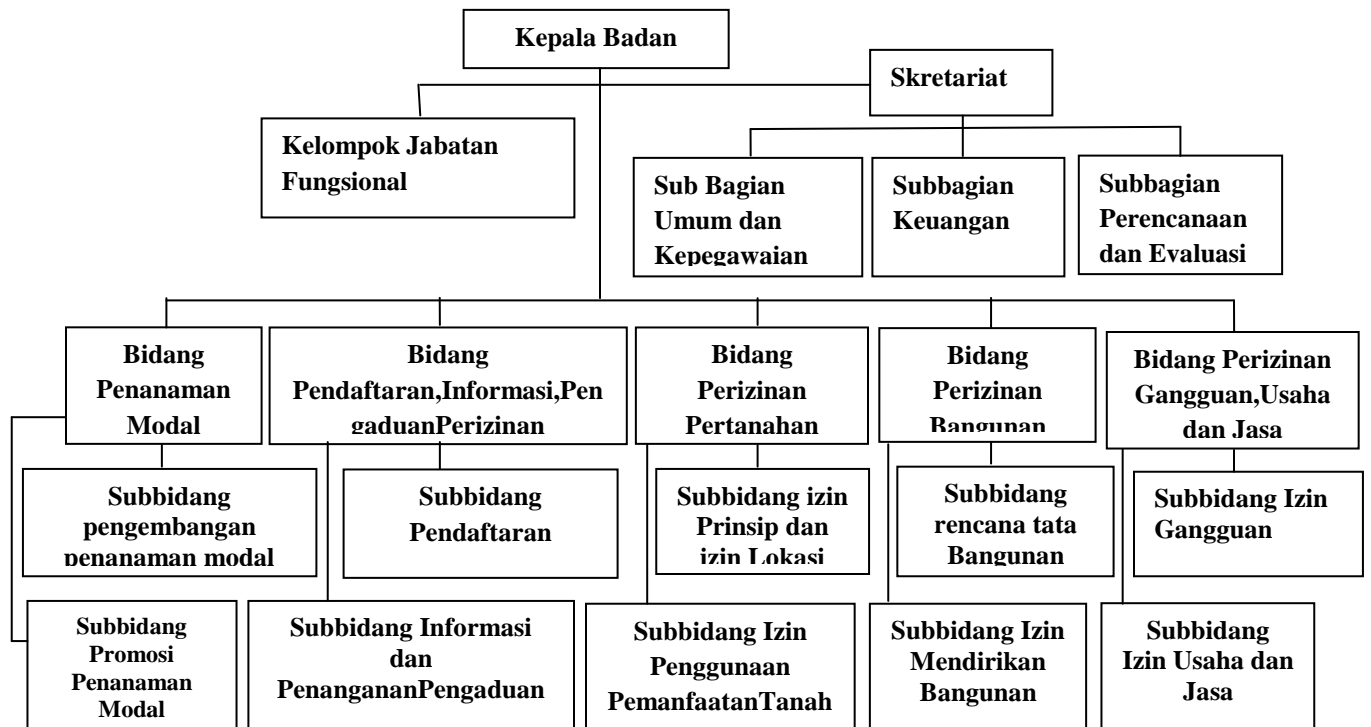 Kepala Badan
Skretariat
Kelompok Jabatan
Fungsional
Sub Bagian
Umum dan
Kepegawaian
Subbagian
Keuangan
Subbagian
Perencanaan
dan Evaluasi
Bidang
Penanaman
Modal
Bidang
Pendaftaran,Informasi,Pen
gaduanPerizinan
Bidang
Perizinan
Pertanahan
Bidang
Perizinan
Bangunan
Bidang Perizinan
Gangguan,Usaha
dan Jasa
Subbidang
pengembangan
penanaman modal
Subbidang
Pendaftaran
Subbidang izin
Prinsip dan
izin Lokasi
Subbidang
rencana tata
Bangunan
Subbidang Izin
Gangguan
Subbidang
Promosi
Penanaman
Modal
Subbidang Informasi
dan
PenangananPengaduan
Subbidang Izin
Penggunaan
PemanfaatanTanah
Subbidang Izin
Mendirikan
Bangunan
Subbidang
Izin Usaha dan
Jasa